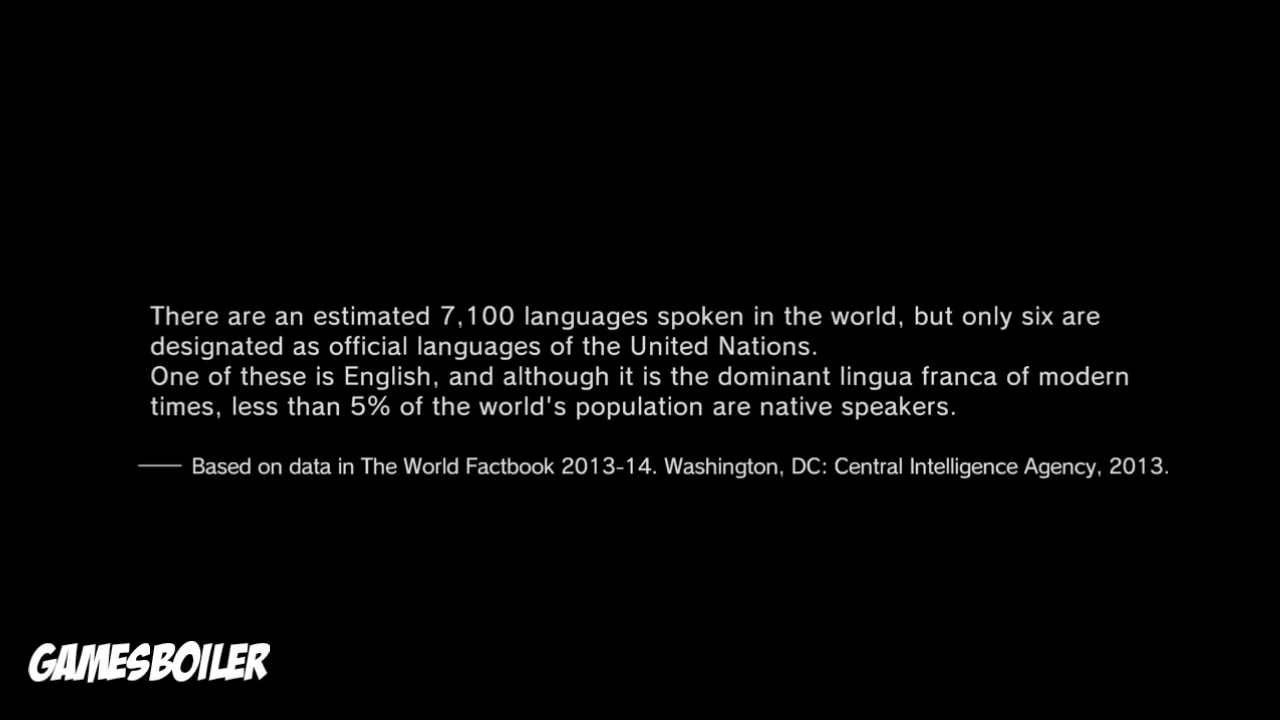 There are an estimated 7,100 languages spoken in the world, but only six are
designated as official languages of the United Nations.
One of these is English, and although it is the dominant lingua franca of modern
times, less than 5% of the world's population are native speakers.
—— Based on data in The World Factbook 2013-14. Washington, DC: Central Intelligence Agency, 2013.
GAMESBOILER